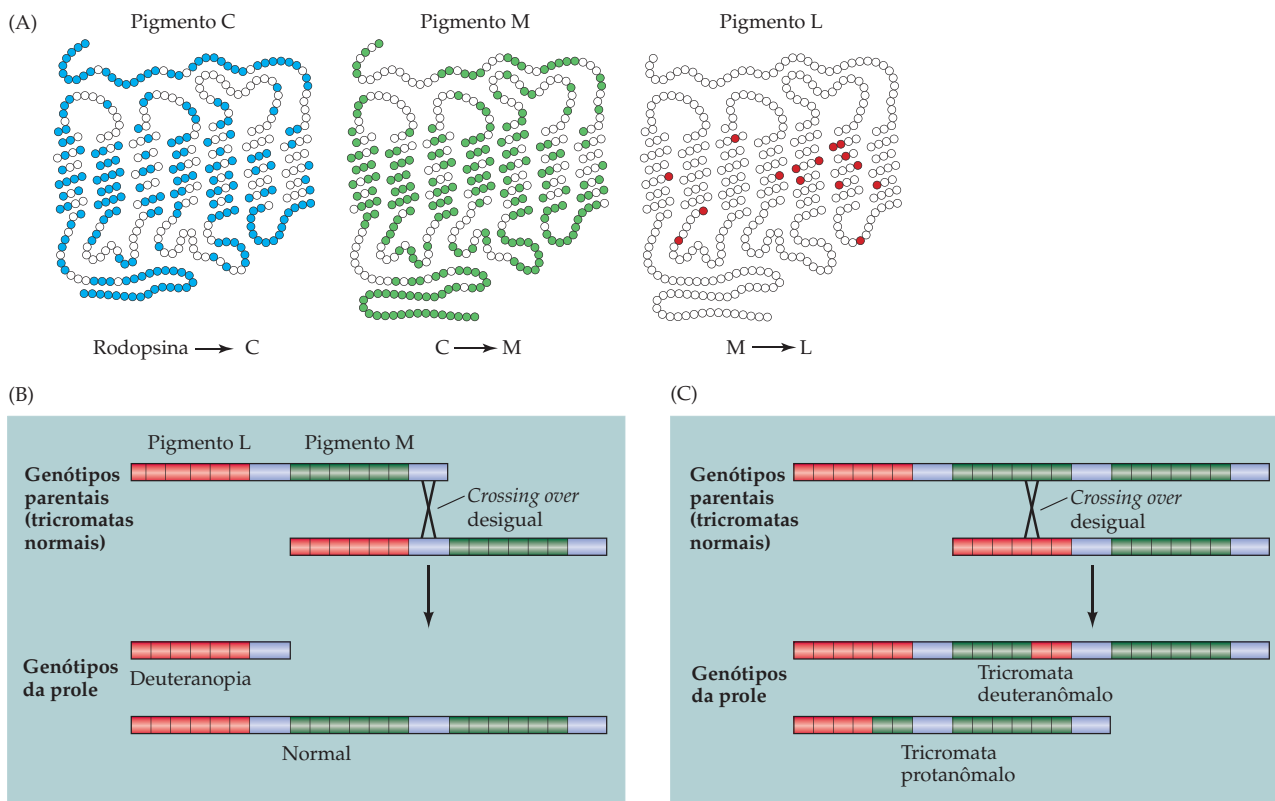 (A)
Pigmento C
Pigmento M
Pigmento L
Rodopsina → C
C → M
M → L
(B)
Pigmento L
Pigmento M
Genótipos
parentais
(tricromatas
normais)
Crossing over
desigual
Genótipos
da prole
Deuteranopia
Normal
(C)
Genótipos
parentais
(tricromatas
normais)
Crossing over
desigual
Genótipos
da prole
Tricromata
deuteranômalo
Tricromata
protanômalo